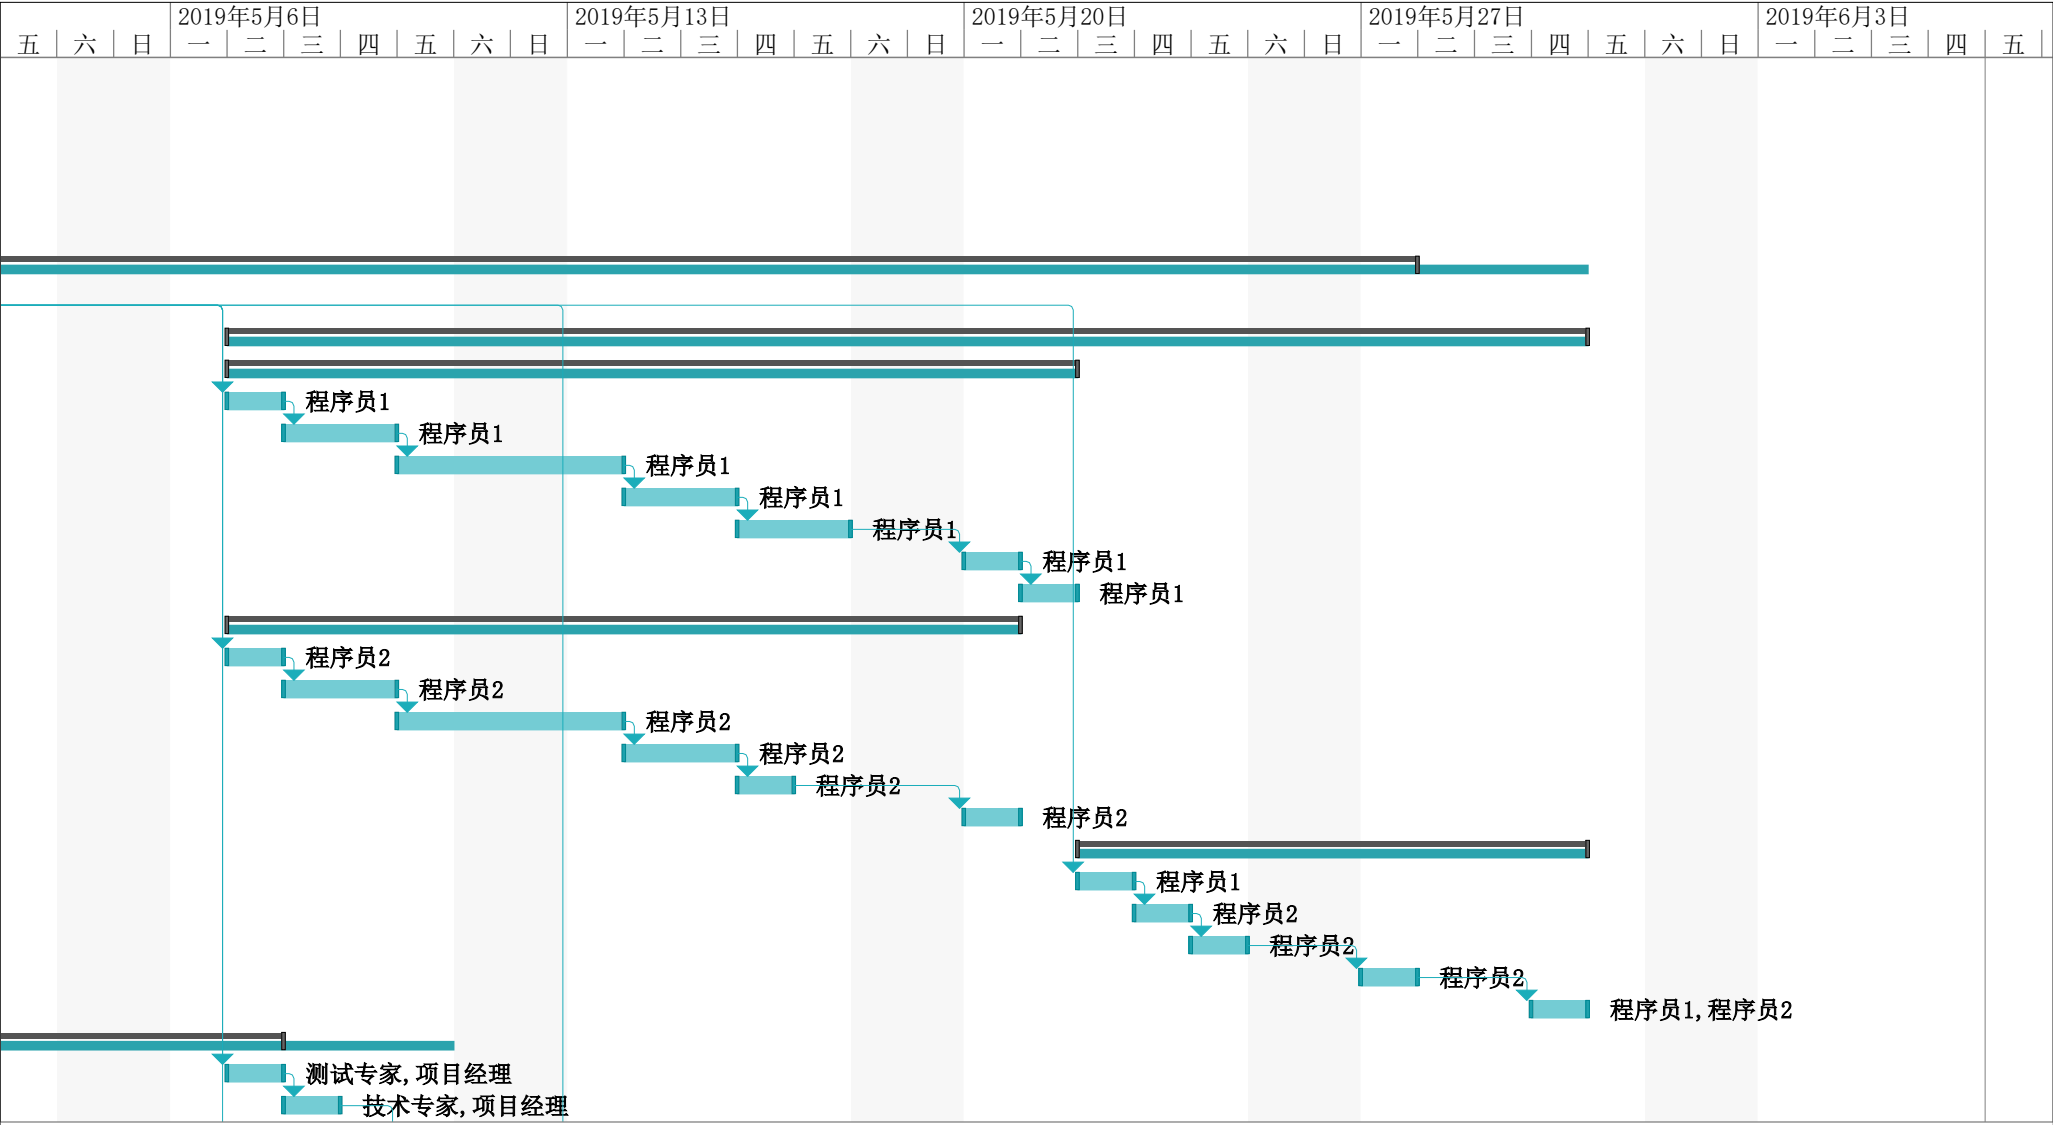 2019年5月6日 2019年5月13日 2019年5月20日 2019年5月27日 2019年6月3日
五 六 日 一 二 三 四 五 六 日 一 二 三 四 五 六 日 一 二 三 四 五 六 日 一 二 三 四 五 六 日 一 二 三 四 五
程序员1
程序员1
程序员1
程序员1
程序员1
程序员1
程序员1
程序员2
程序员2
程序员2
程序员2
程序员2
程序员2
程序员1
程序员2
程序员2
程序员2
程序员1,程序员2
测试专家,项目经理
技术专家,项目经理